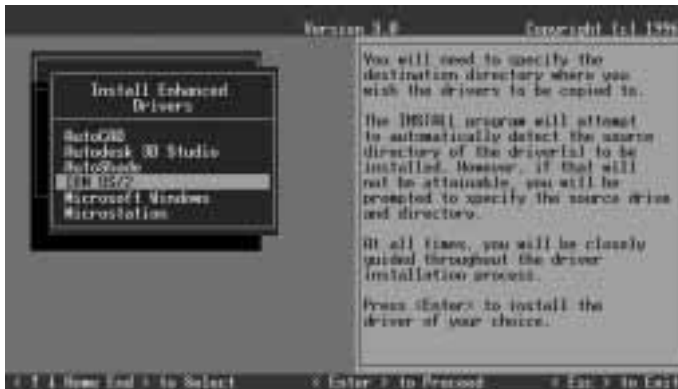 Version 3.0 Copyright (c) 1996
Install Enhanced
Drivers
AutoCAD
Autodesk 3D Studio
AutoShade
IBM OS/2
Microsoft Windows
Microstation
You will need to specify the
destination directory where you
wish the drivers to be copied to.
The INSTALL program will attempt
to automatically detect the source
directory of the driver(s) to be
installed. However, if that will
not be attainable, you will be
prompted to specify the source drive
and directory.
At all times, you will be closely
guided throughout the driver
installation process.
Press <Enter> to install the
driver of your choice.
< ↑ ↓ Home End > to Select < Enter > to Proceed < Esc > to Exit